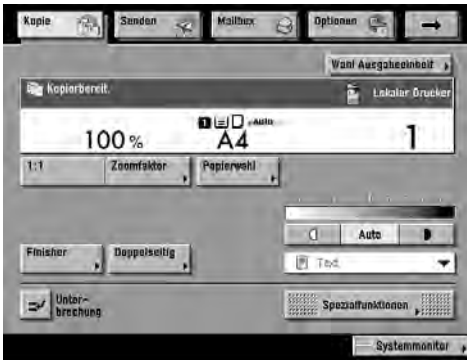 Kopie Senden Mailbox Optionen
Wahl Ausgabeeinheit
Kopierbereit. Lokaler Drucker
1 Auto
100% A4 1
1:1 Zoomfaktor Papierwahl
Auto
Finisher Doppelseitig
Text
Unter-
brechung
Spezialfunktionen
Systemmonitor